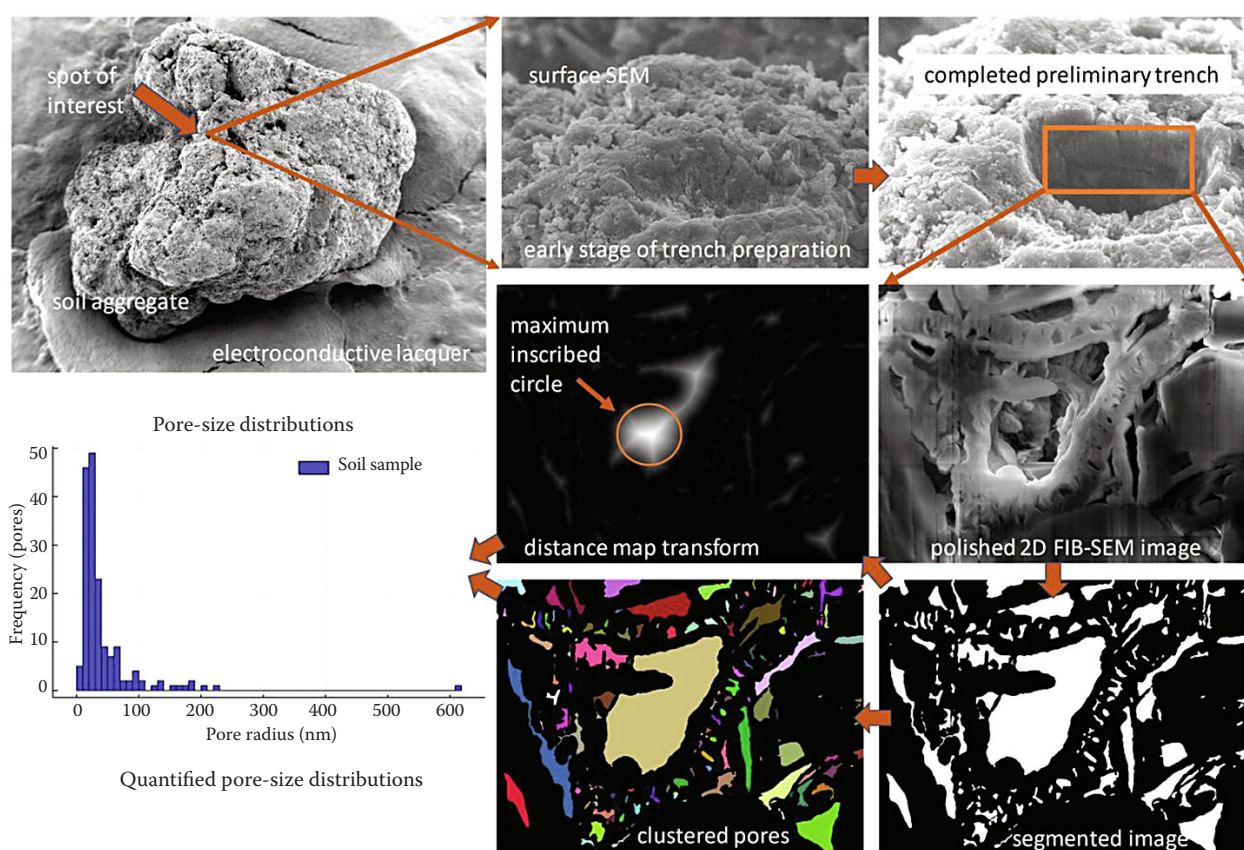 spot of
interest
soil aggregate
electroconductive lacquer
surface SEM
early stage of trench preparation
completed preliminary trench
maximum
inscribed
circle
distance map transform
polished 2D FIB-SEM image
Pore-size distributions
50
40
30
20
10
0
Frequency (pores)
Soil sample
0 100 200 300 400 500 600
Pore radius (nm)
Quantified pore-size distributions
clustered pores
segmented image